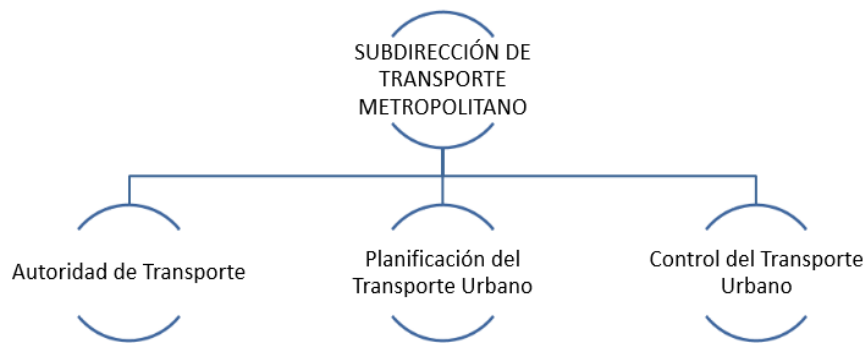 SUBDIRECCIÓN DE
TRANSPORTE
METROPOLITANO
Autoridad de Transporte
Planificación del
Transporte Urbano
Control del Transporte
Urbano